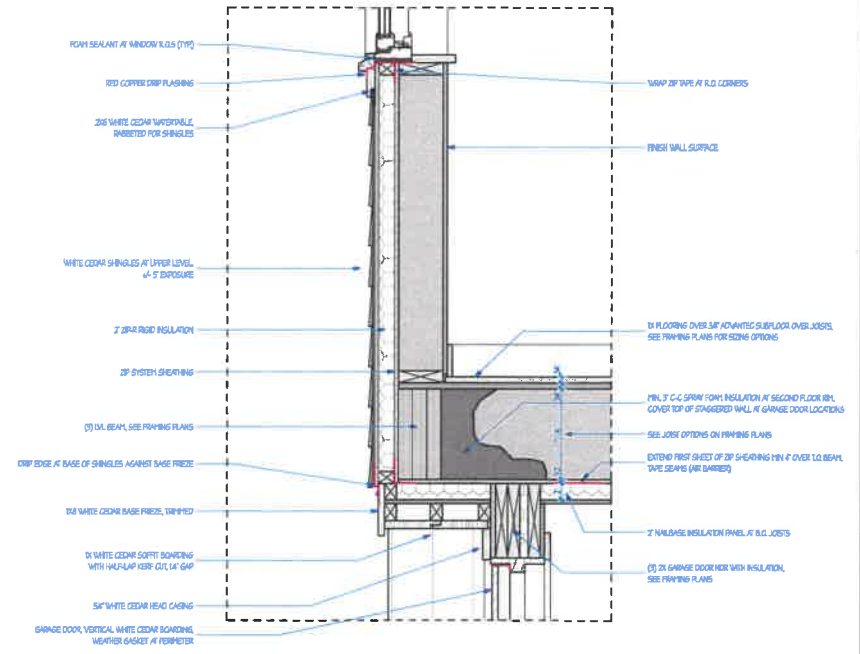 FOAM SEALANT AT WINDOW R.O.S (TYP)
RED COPPER DRIP FLASHING
2X6 WHITE CEDAR WATERTABLE,
RABBETED FOR SHINGLES
WHITE CEDAR SHINGLES AT UPPER LEVEL,
+/- 5" EXPOSURE
2" ZIP-R RIGID INSULATION
ZIP SYSTEM SHEATHING
(3) LVL BEAM, SEE FRAMING PLANS
DRIP EDGE AT BASE OF SHINGLES AGAINST BASE FRIEZE
1X8 WHITE CEDAR BASE FRIEZE, TRIMMED
1X WHITE CEDAR SOFFIT BOARDING
WITH HALF-LAP KERF CUT, 1/4" GAP
5/4" WHITE CEDAR HEAD CASING
GARAGE DOOR, VERTICAL WHITE CEDAR BOARDING,
WEATHER GASKET AT PERIMETER
WRAP ZIP TAPE AT R.O. CORNERS
FINISH WALL SURFACE
1X FLOORING OVER 3/4" ADVANTEC SUBFLOOR OVER JOISTS,
SEE FRAMING PLANS FOR SIZING OPTIONS
MIN. 3" C-C SPRAY FOAM INSULATION AT SECOND FLOOR RIM,
COVER TOP OF STAGGERED WALL AT GARAGE DOOR LOCATIONS
SEE JOIST OPTIONS ON FRAMING PLANS
EXTEND FIRST SHEET OF ZIP SHEATHING MIN 4" OVER T.O. BEAM,
TAPE SEAMS (AIR BARRIER)
2" NAILBASE INSULATION PANEL AT B.O. JOISTS
(3) 2X GARAGE DOOR HDR WITH INSULATION,
SEE FRAMING PLANS